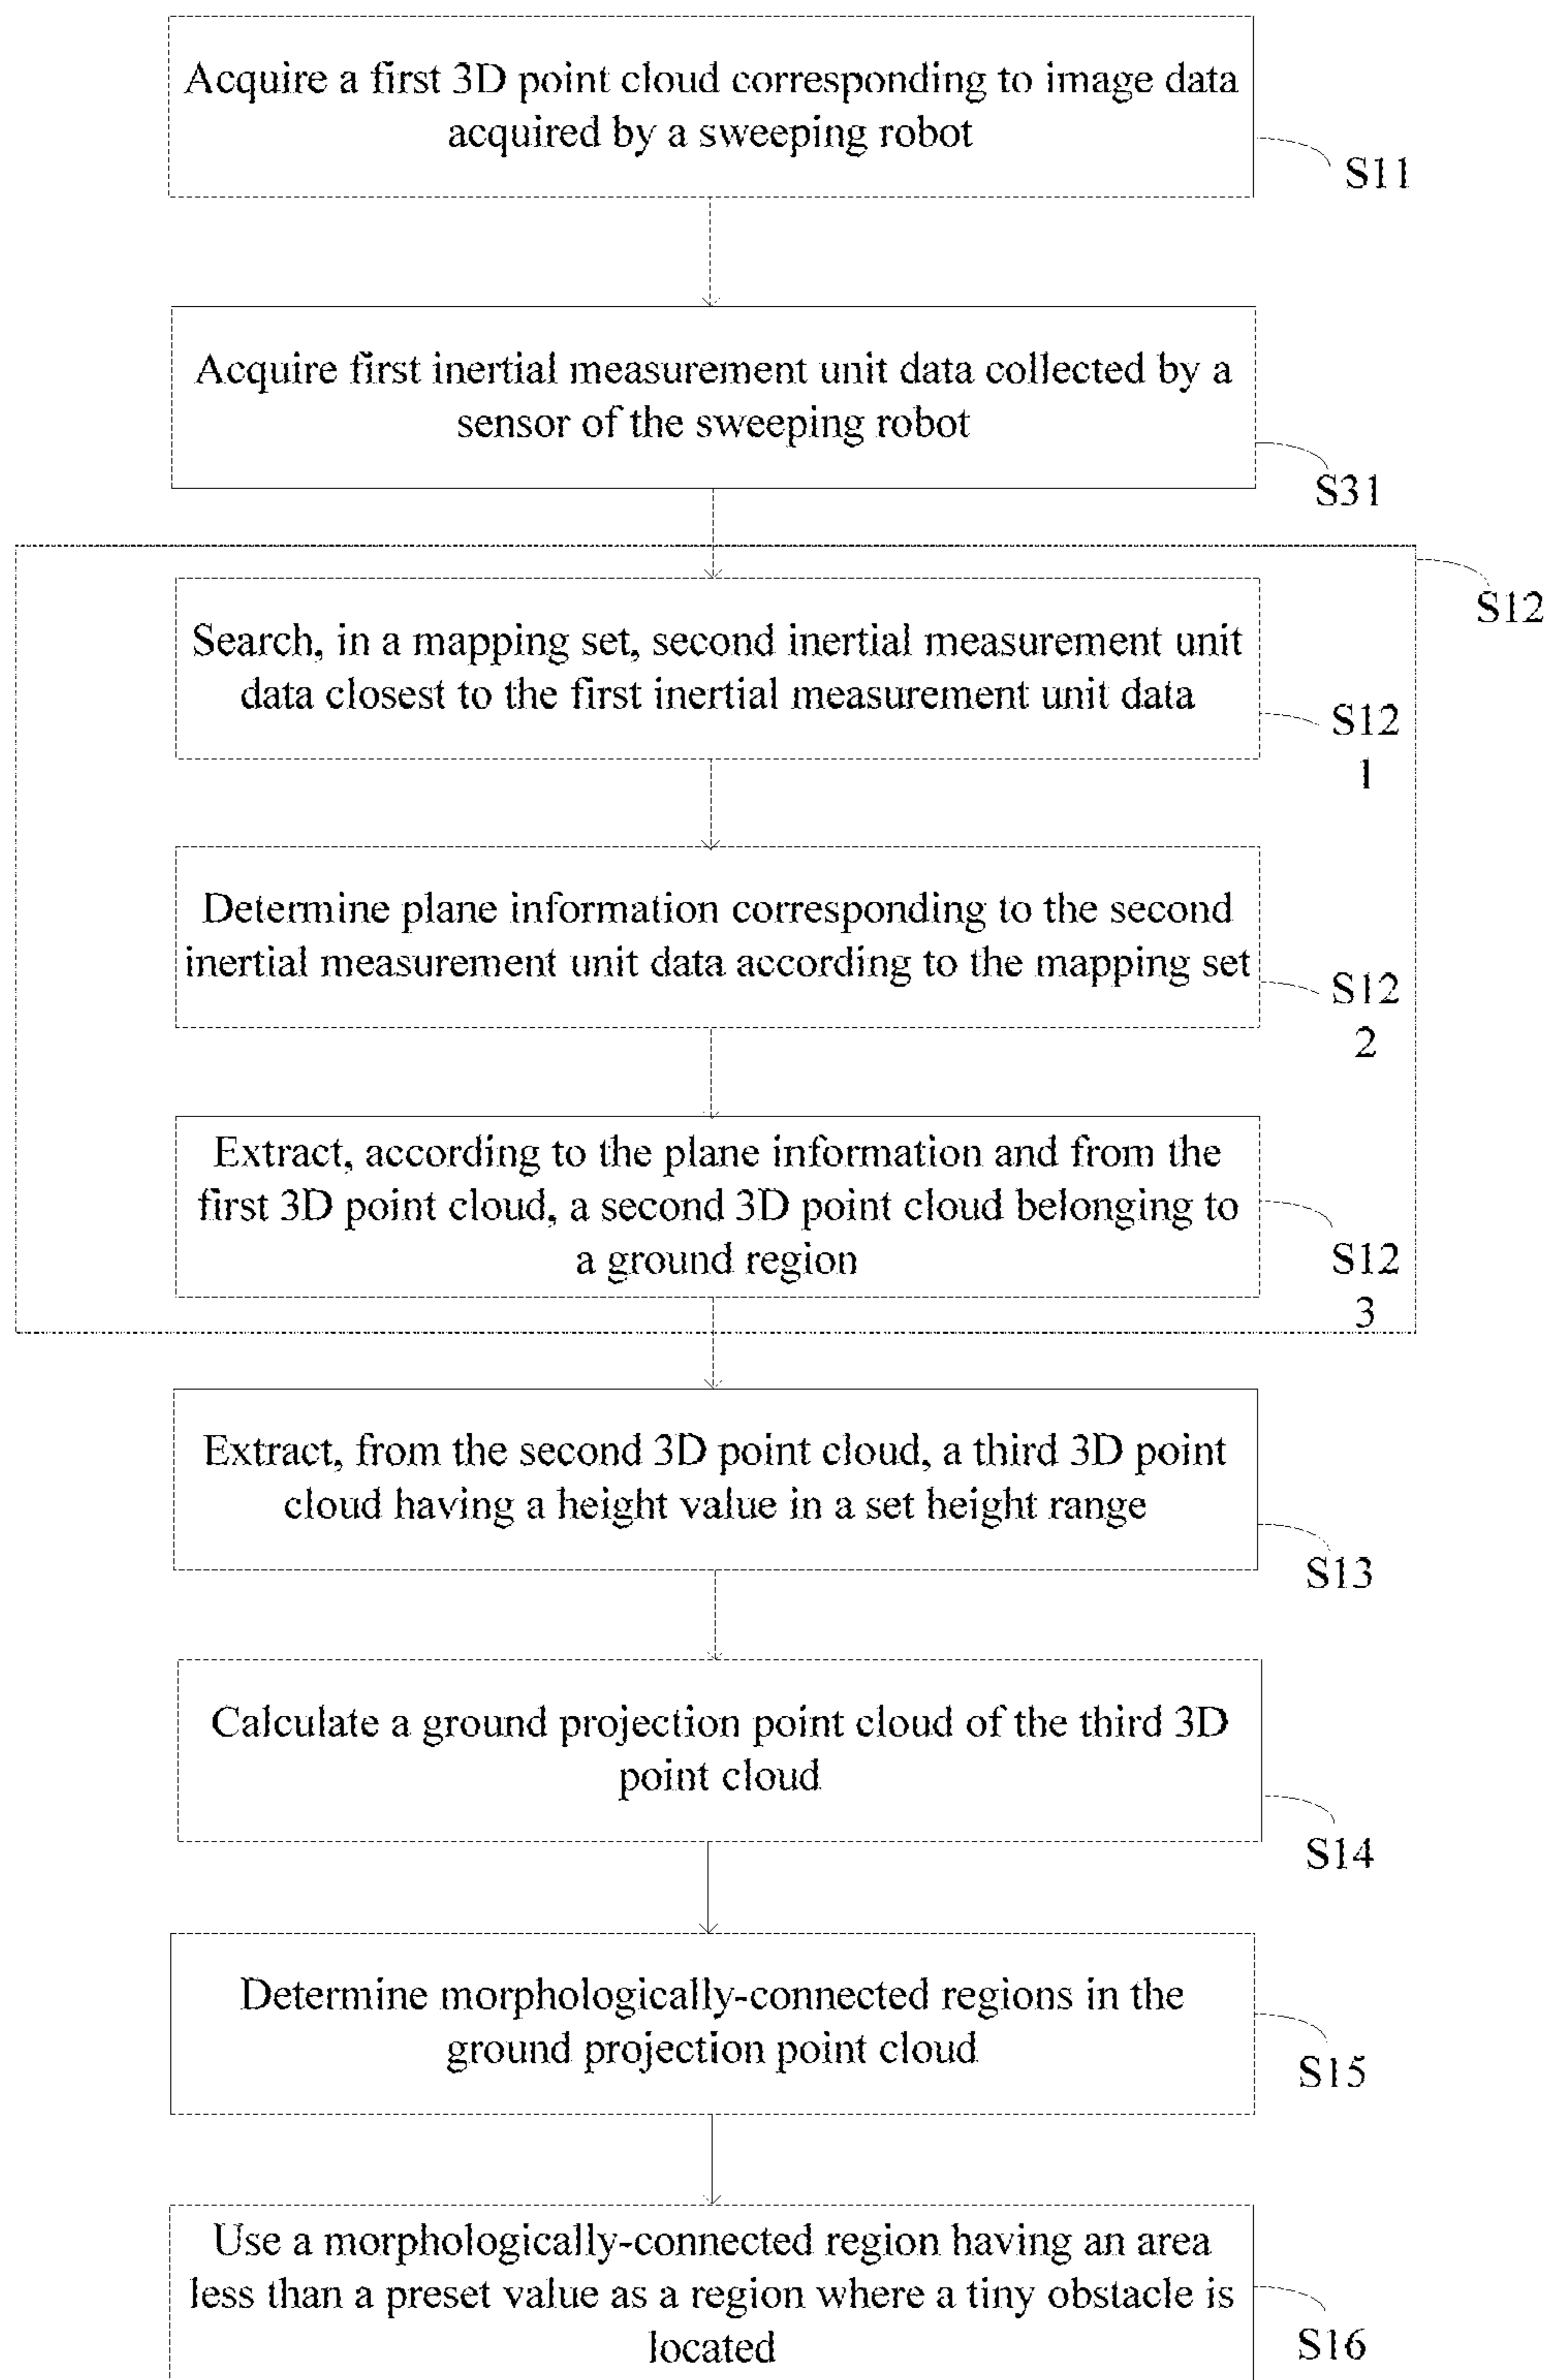 Acquire a first 3D point cloud corresponding to image data
acquired by a sweeping robot
S11
Acquire first inertial measurement unit data collected by a
sensor of the sweeping robot
S31
S12
Search, in a mapping set, second inertial measurement unit
data closest to the first inertial measurement unit data
S12
1
Determine plane information corresponding to the second
inertial measurement unit data according to the mapping set
S12
2
Extract, according to the plane information and from the
first 3D point cloud, a second 3D point cloud belonging to
a ground region
S12
3
Extract, from the second 3D point cloud, a third 3D point
cloud having a height value in a set height range
S13
Calculate a ground projection point cloud of the third 3D
point cloud
S14
Determine morphologically-connected regions in the
ground projection point cloud
S15
Use a morphologically-connected region having an area
less than a preset value as a region where a tiny obstacle is
located
S16